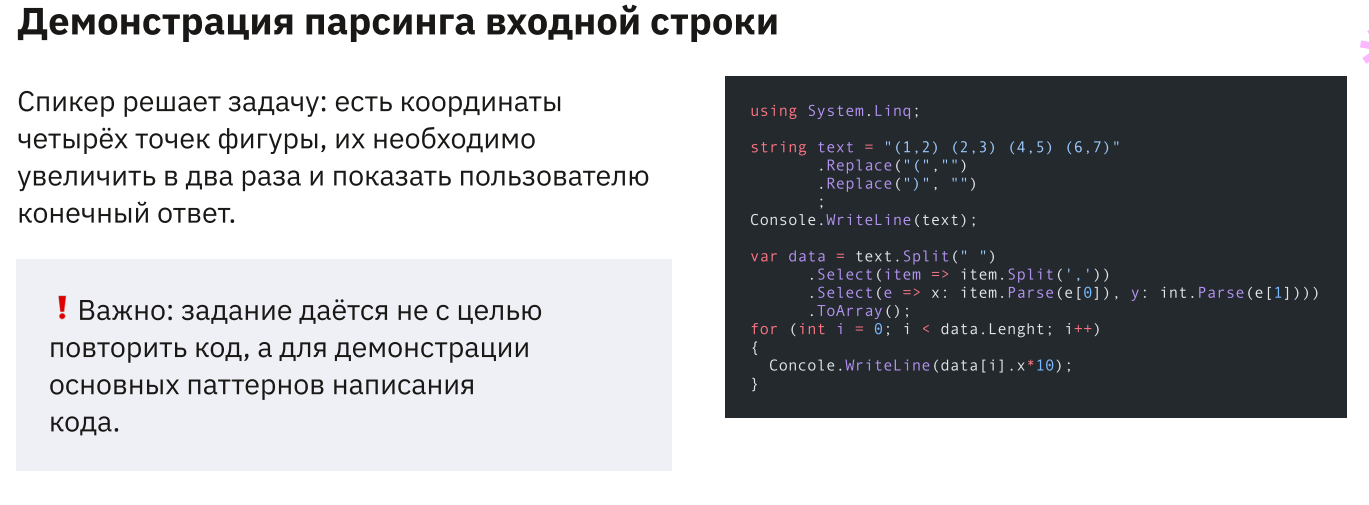 Демонстрация парсинга входной строки
Спикер решает задачу: есть координаты
четырёх точек фигуры, их необходимо
увеличить в два раза и показать пользователю
конечный ответ.
❗ Важно: задание даётся не с целью
повторить код, а для демонстрации
основных паттернов написания
кода.
using System.Linq;
string text = "(1,2) (2,3) (4,5) (6,7)"
.Replace("(","")
.Replace(")", "")
;
Console.WriteLine(text);
var data = text.Split(" ")
.Select(item => item.Split(','))
.Select(e => x: item.Parse(e[0]), y: int.Parse(e[1])))
.ToArray();
for (int i = 0; i < data.Lenght; i++)
{
Concole.WriteLine(data[i].x*10);
}